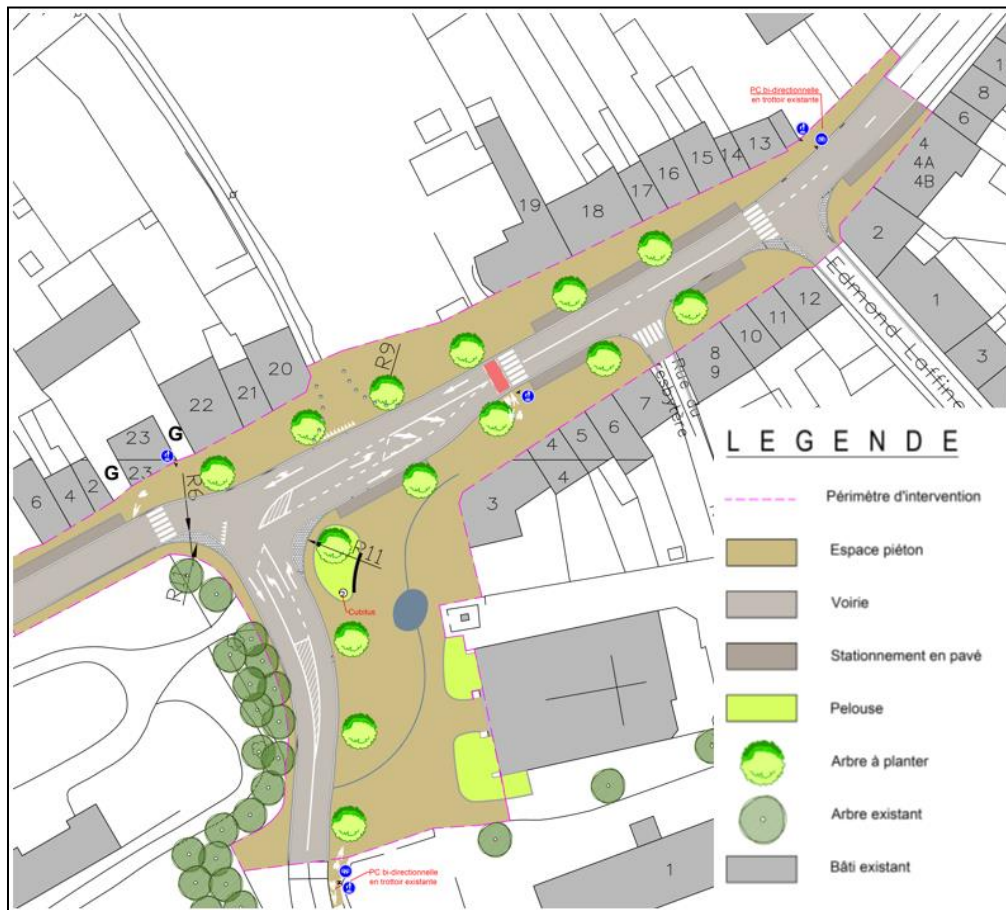 PC bi-directionnelle
en trottoir existante
1
8
6
4
4A
4B
2
13
14
15
16
17
18
19
Edmond Laffine
1
3
12
11
10
8
9
Rue du
resbytère
7
6
5
4
4
3
20
21
22
23
23
G
G
R9
R6
R11
6
4
2
Cubitus
PC bi-directionnelle
en trottoir existante
1
LEGENDE
Périmètre d'intervention
Espace piéton
Voirie
Stationnement en pavé
Pelouse
Arbre à planter
Arbre existant
Bâti existant